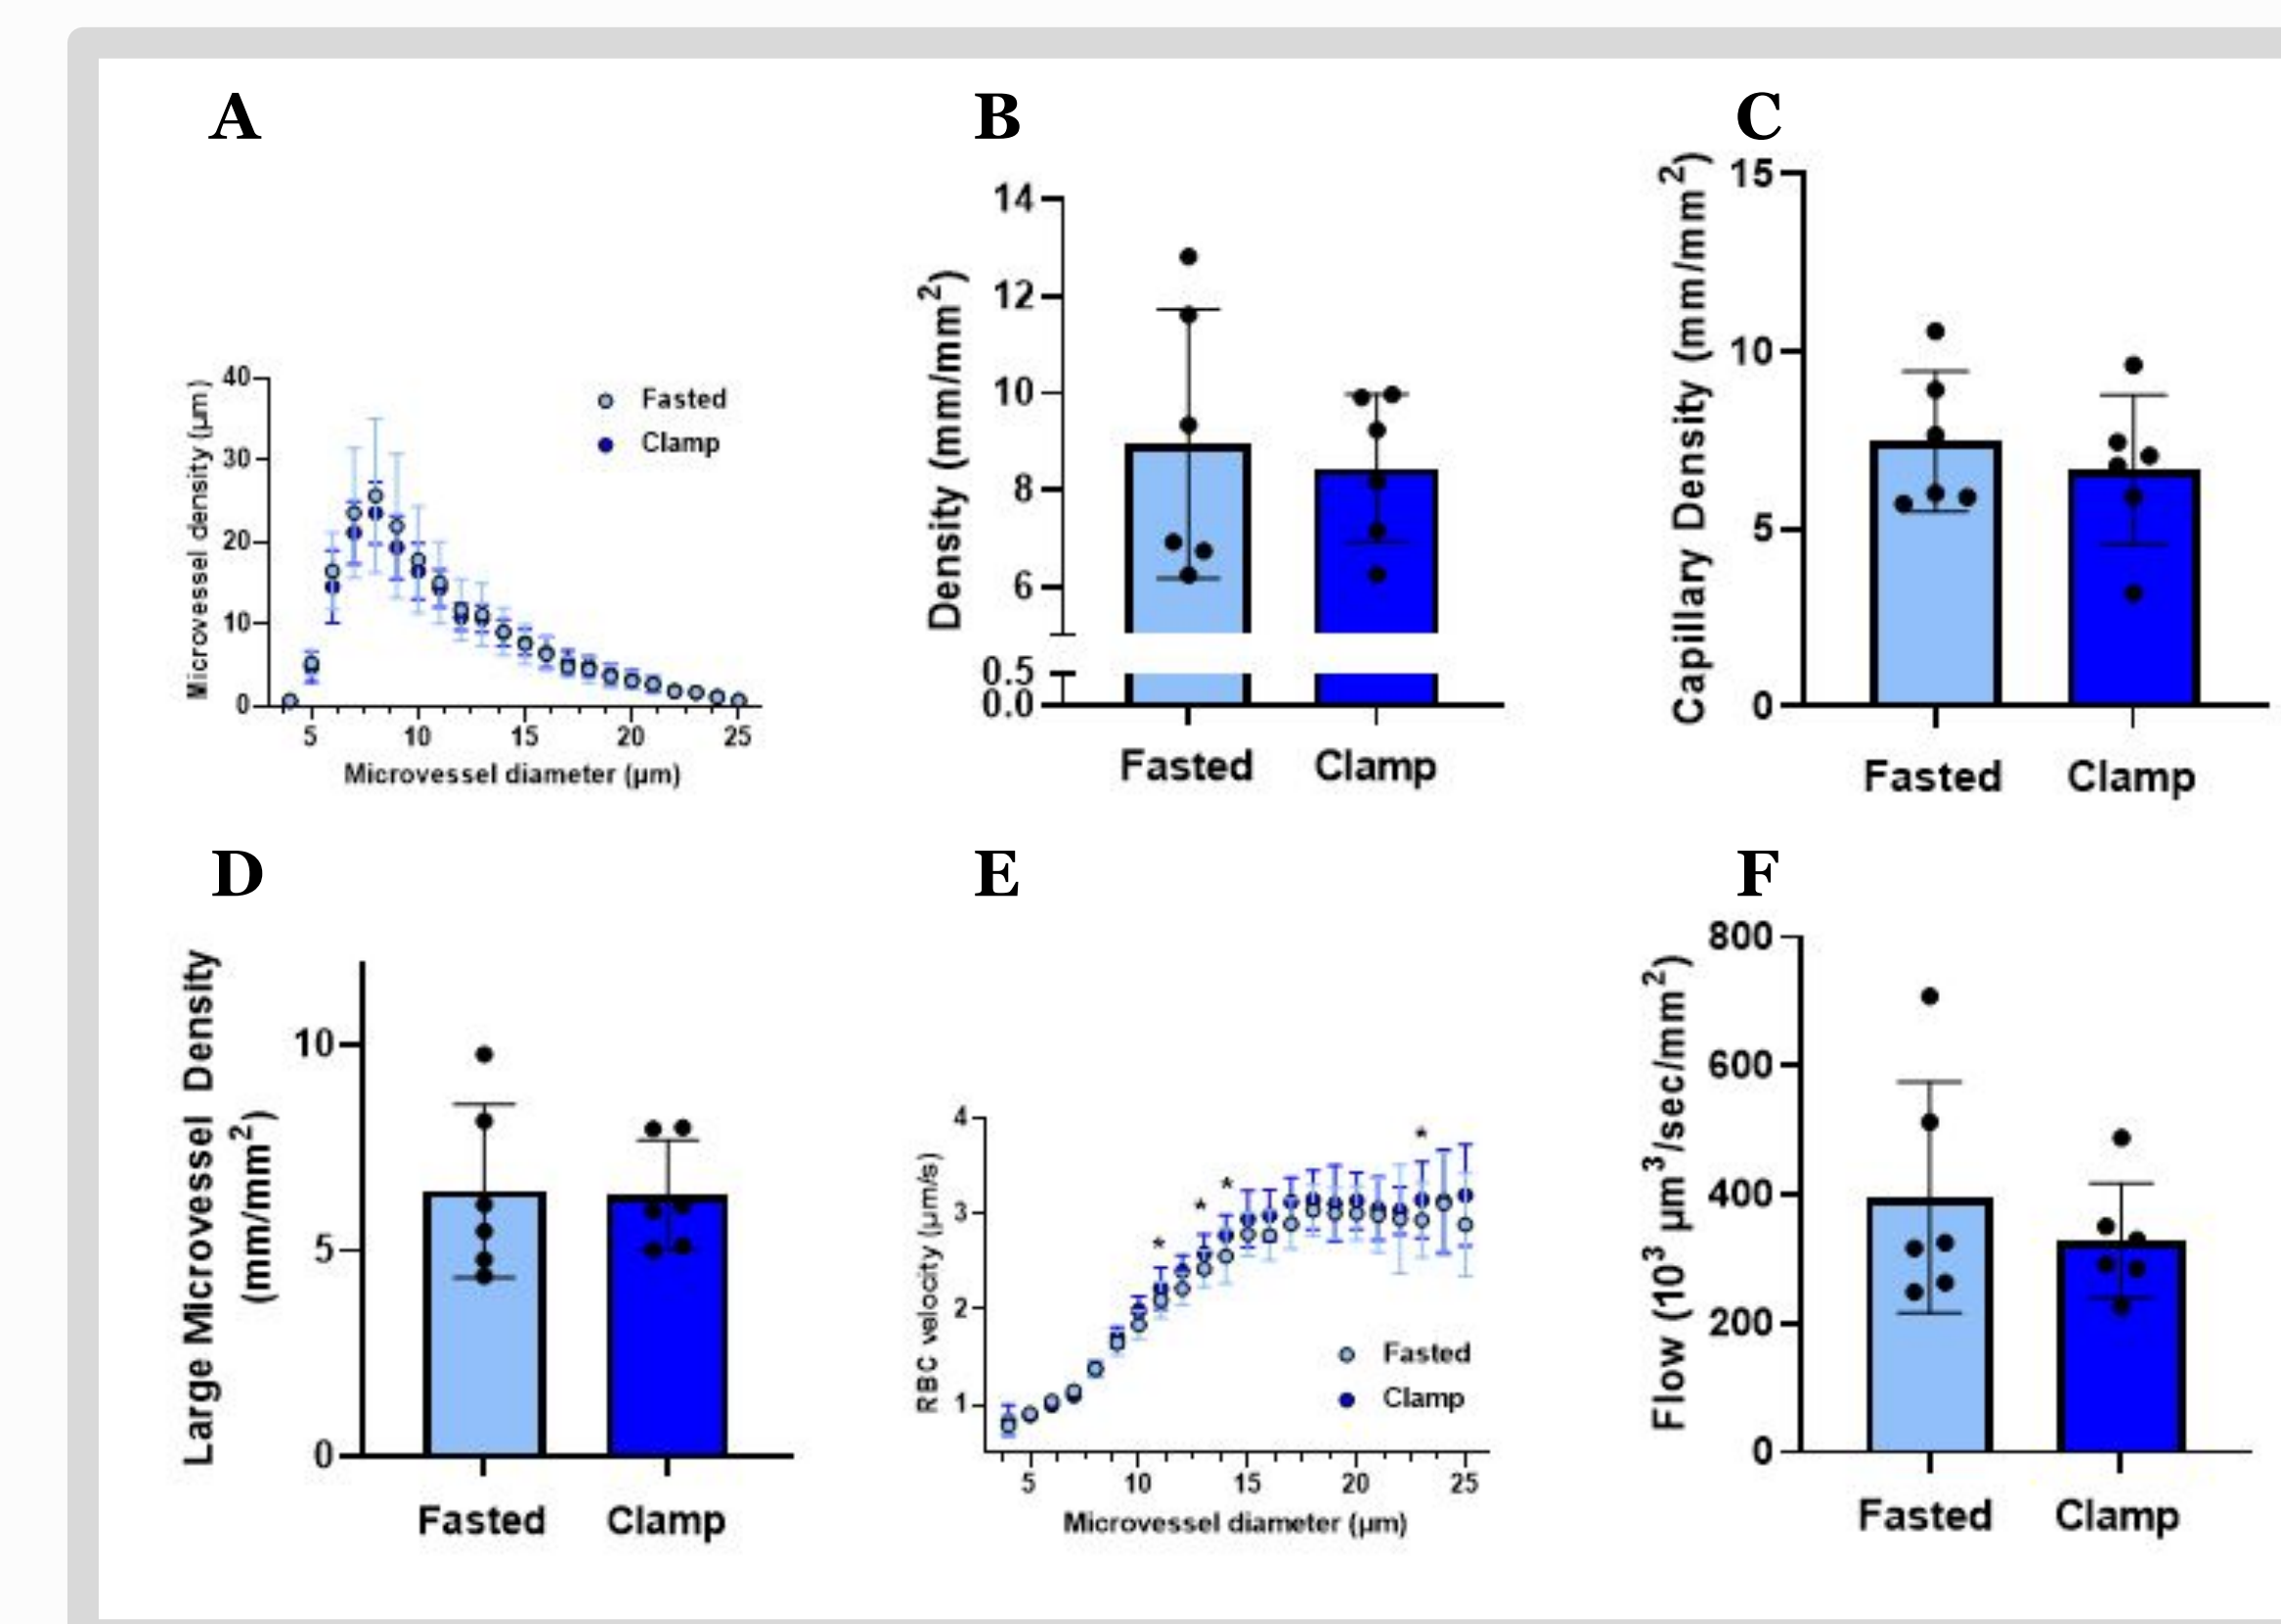 A
Microvessel density (µm)
40
30
20
10
0
Fasted
Clamp
5 10 15 20 25
Microvessel diameter (µm)
B
Density (mm/mm²)
14
12
10
8
6
0.5
0.0
Fasted Clamp
C
Capillary Density (mm/mm²)
15
10
5
0
Fasted Clamp
D
Large Microvessel Density
(mm/mm²)
10
5
0
Fasted Clamp
E
RBC velocity (µm/s)
4
3
2
1
* * * *
Fasted
Clamp
5 10 15 20 25
Microvessel diameter (µm)
F
Flow (10³ µm³/sec/mm²)
800
600
400
200
0
Fasted Clamp